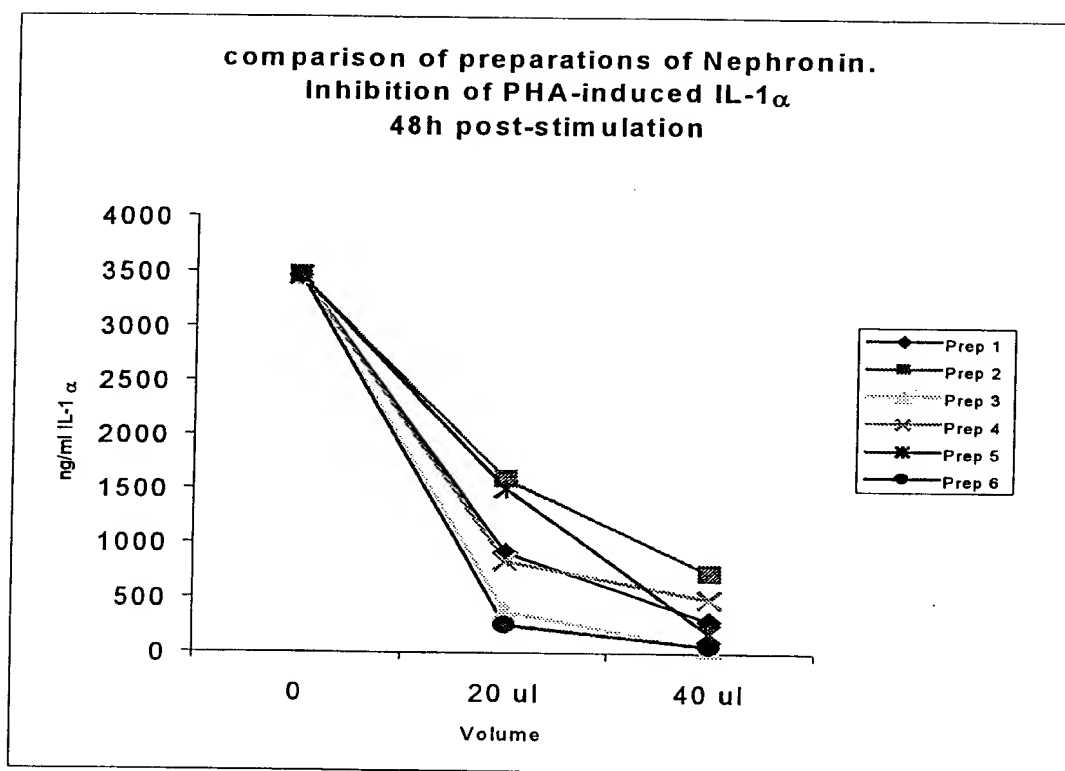 comparison of preparations of Nephronin.
Inhibition of PHA-induced IL-1α
48h post-stimulation
4000
3500
3000
2500
2000
1500
1000
500
0
ng/ml IL-1 α
0 20 ul 40 ul
Volume
Prep 1
Prep 2
Prep 3
Prep 4
Prep 5
Prep 6